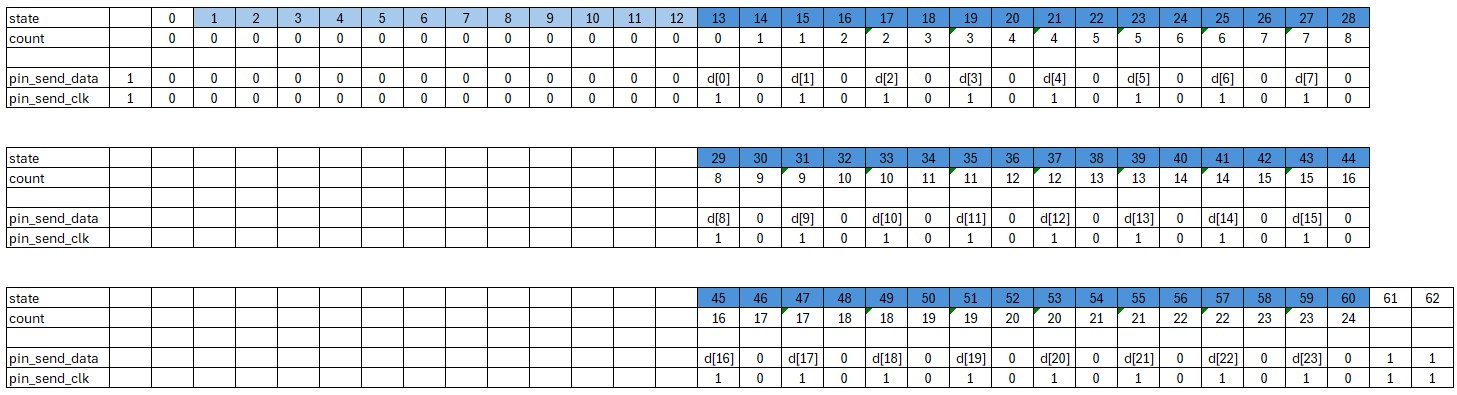 state 0 1 2 3 4 5 6 7 8 9 10 11 12 13 14 15 16 17 18 19 20 21 22 23 24 25 26 27 28
count 0 0 0 0 0 0 0 0 0 0 0 0 0 0 1 1 2 2 3 3 4 4 5 5 6 6 7 7 8
pin_send_data 1 0 0 0 0 0 0 0 0 0 0 0 0 0 d[0] 0 d[1] 0 d[2] 0 d[3] 0 d[4] 0 d[5] 0 d[6] 0 d[7] 0
pin_send_clk 1 0 0 0 0 0 0 0 0 0 0 0 0 0 1 0 1 0 1 0 1 0 1 0 1 0 1 0 1 0
state 29 30 31 32 33 34 35 36 37 38 39 40 41 42 43 44
count 8 9 9 10 10 11 11 12 12 13 13 14 14 15 15 16
pin_send_data d[8] 0 d[9] 0 d[10] 0 d[11] 0 d[12] 0 d[13] 0 d[14] 0 d[15] 0
pin_send_clk 1 0 1 0 1 0 1 0 1 0 1 0 1 0 1 0
state 45 46 47 48 49 50 51 52 53 54 55 56 57 58 59 60 61 62
count 16 17 17 18 18 19 19 20 20 21 21 22 22 23 23 24
pin_send_data d[16] 0 d[17] 0 d[18] 0 d[19] 0 d[20] 0 d[21] 0 d[22] 0 d[23] 0 1 1
pin_send_clk 1 0 1 0 1 0 1 0 1 0 1 0 1 0 1 0 1 1